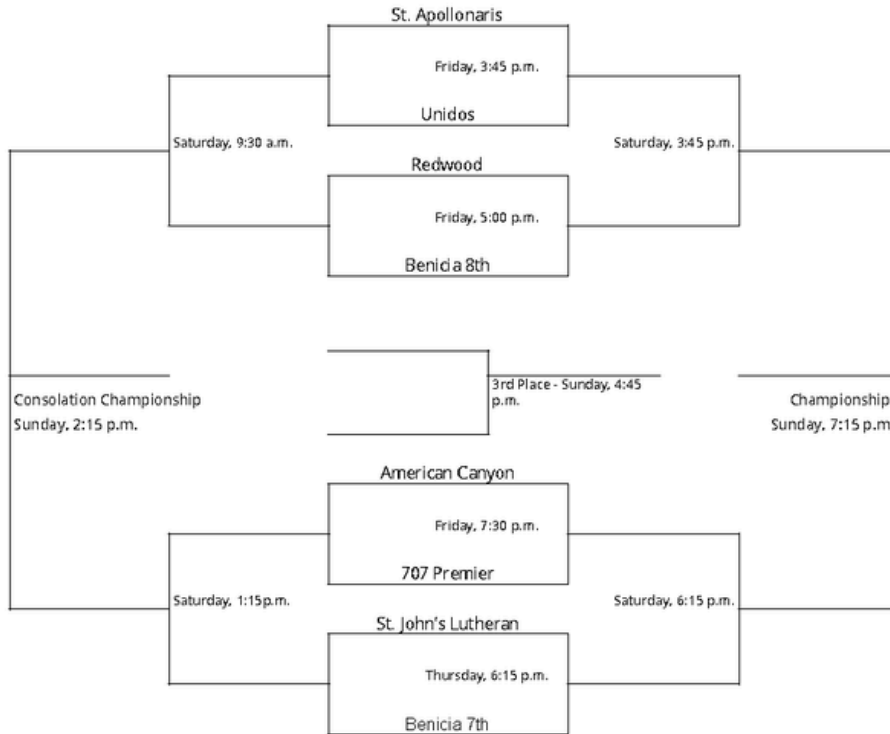 St. Apollonaris
Friday, 3:45 p.m.
Unidos
Saturday, 9:30 a.m.
Saturday, 3:45 p.m.
Redwood
Friday, 5:00 p.m.
Benicia 8th
3rd Place - Sunday, 4:45
p.m.
Consolation Championship
Sunday, 2:15 p.m.
Championship
Sunday, 7:15 p.m
American Canyon
Friday, 7:30 p.m.
707 Premier
Saturday, 1:15p.m.
Saturday, 6:15 p.m.
St. John's Lutheran
Thursday, 6:15 p.m.
Benicia 7th